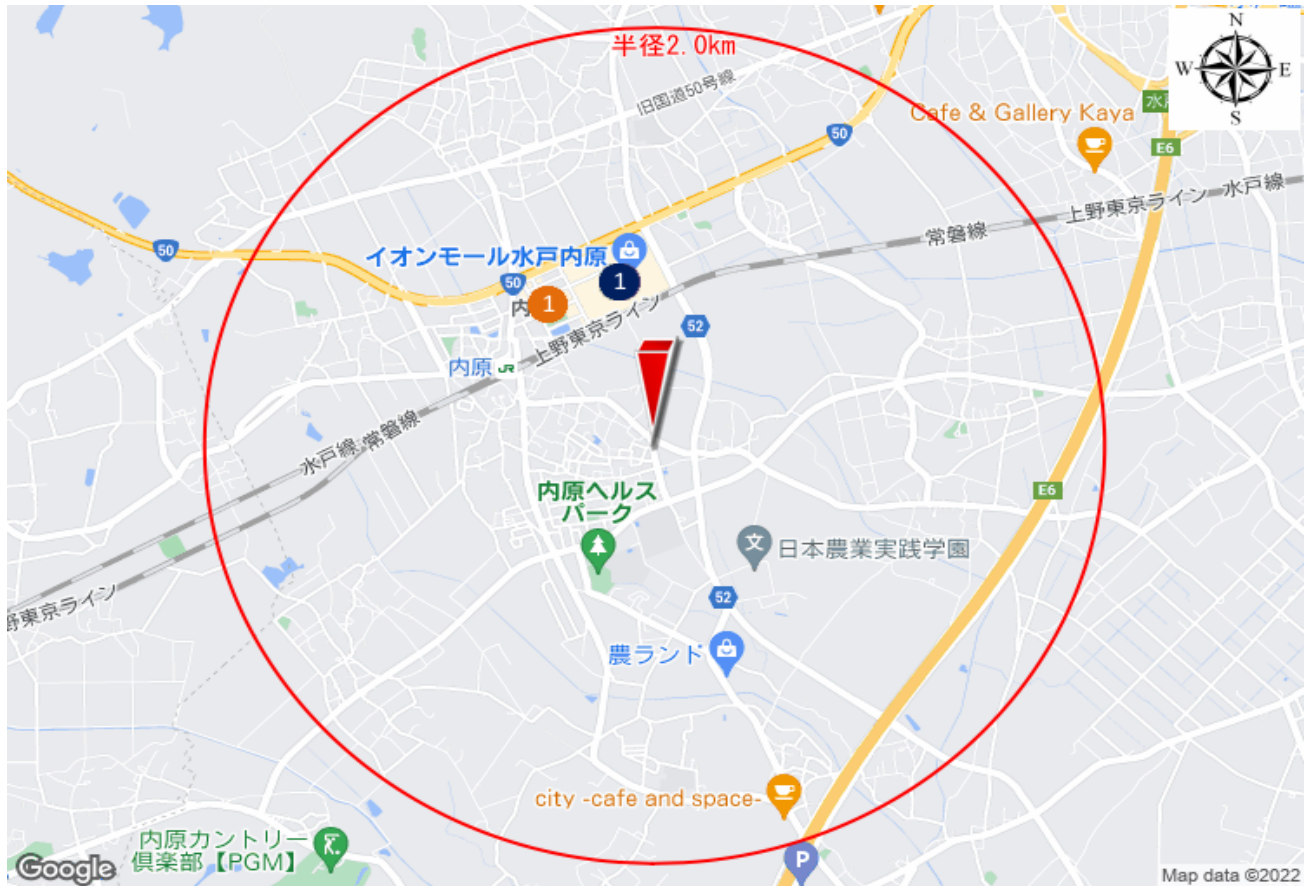 半径2.0km
N
W
E
S
旧国道50号線
Cafe & Gallery Kaya
50
E6
上野東京ライン 水戸線
常磐線
50
イオンモール水戸内原
50
1
1
上野東京ライン
52
内原
JR
水戸線 常磐線
内原ヘルス
パーク
E6
文
日本農業実践学園
52
野東京ライン
農ランド
city -cafe and space-
内原カントリー
倶楽部【PGM】
P
Google
Map data ©2022